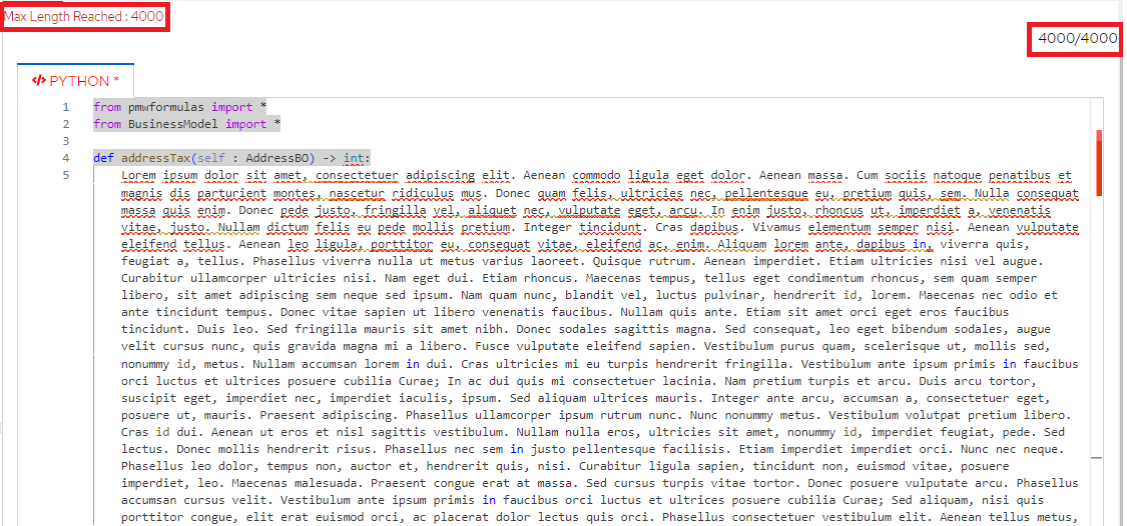 Max Length Reached : 4000
4000/4000
</> PYTHON *
1 from pmwformulas import *
2 from BusinessModel import *
3
4 def addressTax(self : AddressBO) -> int:
5 Lorem ipsum dolor sit amet, consectetuer adipiscing elit. Aenean commodo ligula eget dolor. Aenean massa. Cum sociis natoque penatibus et
magnis dis parturient montes, nascetur ridiculus mus. Donec quam felis, ultricies nec, pellentesque eu, pretium quis, sem. Nulla consequat
massa quis enim. Donec pede justo, fringilla vel, aliquet nec, vulputate eget, arcu. In enim justo, rhoncus ut, imperdiet a, venenatis
vitae, justo. Nullam dictum felis eu pede mollis pretium. Integer tincidunt. Cras dapibus. Vivamus elementum semper nisi. Aenean vulputate
eleifend tellus. Aenean leo ligula, porttitor eu, consequat vitae, eleifend ac, enim. Aliquam lorem ante, dapibus in, viverra quis,
feugiat a, tellus. Phasellus viverra nulla ut metus varius laoreet. Quisque rutrum. Aenean imperdiet. Etiam ultricies nisi vel augue.
Curabitur ullamcorper ultricies nisi. Nam eget dui. Etiam rhoncus. Maecenas tempus, tellus eget condimentum rhoncus, sem quam semper
libero, sit amet adipiscing sem neque sed ipsum. Nam quam nunc, blandit vel, luctus pulvinar, hendrerit id, lorem. Maecenas nec odio et
ante tincidunt tempus. Donec vitae sapien ut libero venenatis faucibus. Nullam quis ante. Etiam sit amet orci eget eros faucibus
tincidunt. Duis leo. Sed fringilla mauris sit amet nibh. Donec sodales sagittis magna. Sed consequat, leo eget bibendum sodales, augue
velit cursus nunc, quis gravida magna mi a libero. Fusce vulputate eleifend sapien. Vestibulum purus quam, scelerisque ut, mollis sed,
nonummy id, metus. Nullam accumsan lorem in dui. Cras ultricies mi eu turpis hendrerit fringilla. Vestibulum ante ipsum primis in faucibus
orci luctus et ultrices posuere cubilia Curae; In ac dui quis mi consectetuer lacinia. Nam pretium turpis et arcu. Duis arcu tortor,
suscipit eget, imperdiet nec, imperdiet iaculis, ipsum. Sed aliquam ultrices mauris. Integer ante arcu, accumsan a, consectetuer eget,
posuere ut, mauris. Praesent adipiscing. Phasellus ullamcorper ipsum rutrum nunc. Nunc nonummy metus. Vestibulum volutpat pretium libero.
Cras id dui. Aenean ut eros et nisl sagittis vestibulum. Nullam nulla eros, ultricies sit amet, nonummy id, imperdiet feugiat, pede. Sed
lectus. Donec mollis hendrerit risus. Phasellus nec sem in justo pellentesque facilisis. Etiam imperdiet imperdiet orci. Nunc nec neque.
Phasellus leo dolor, tempus non, auctor et, hendrerit quis, nisi. Curabitur ligula sapien, tincidunt non, euismod vitae, posuere
imperdiet, leo. Maecenas malesuada. Praesent congue erat at massa. Sed cursus turpis vitae tortor. Donec posuere vulputate arcu. Phasellus
accumsan cursus velit. Vestibulum ante ipsum primis in faucibus orci luctus et ultrices posuere cubilia Curae; Sed aliquam, nisi quis
porttitor congue, elit erat euismod orci, ac placerat dolor lectus quis orci. Phasellus consectetuer vestibulum elit. Aenean tellus metus,